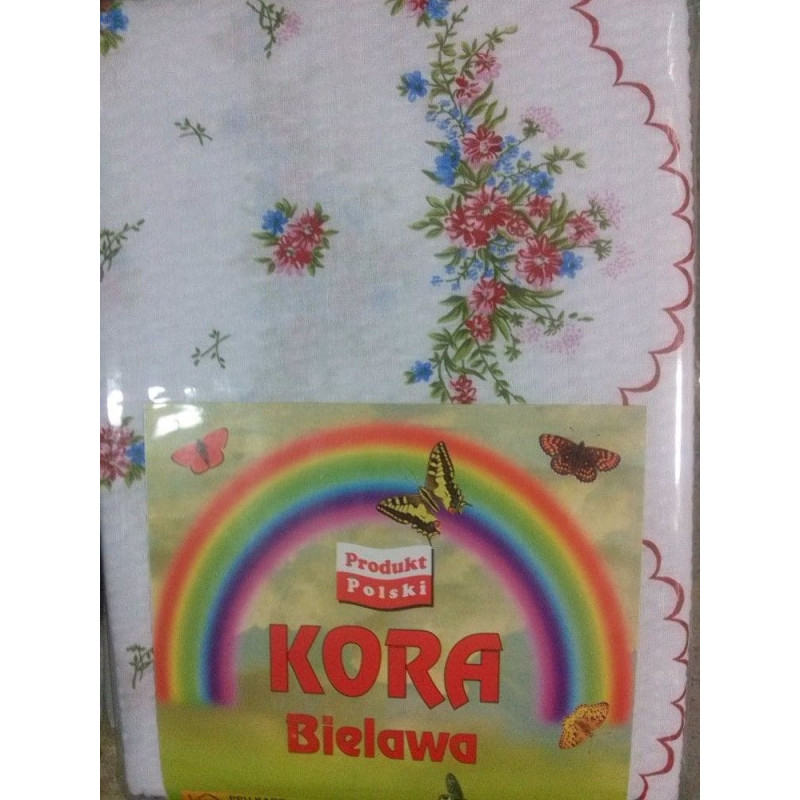 Produkt
Polski
KORA
Bielawa